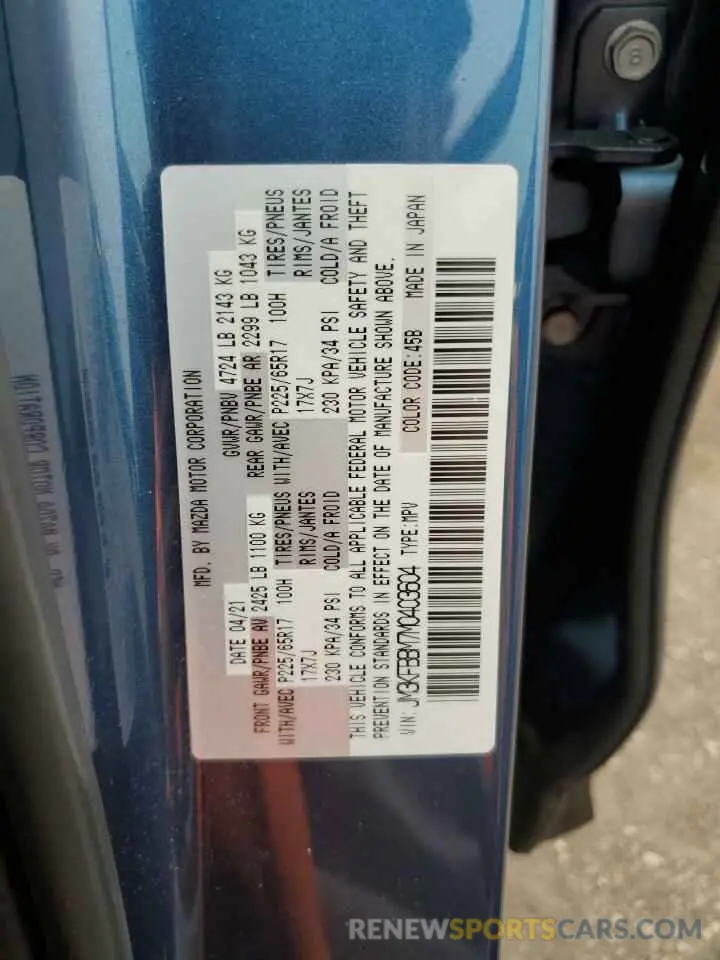 MFD. BY MAZDA MOTOR CORPORATION
DATE 04/21 GVWR/PNBV 4724 LB 2143 KG
FRONT GAWR/PNBE AV 2425 LB 1100 KG REAR GAWR/PNBE AR 2299 LB 1043 KG
WITH/AVEC P225/65R17 100H TIRES/PNEUS WITH/AVEC P225/65R17 100H TIRES/PNEUS
17X7J RIMS/JANTES 17X7J RIMS/JANTES
230 KPA/34 PSI COLD/A FROID 230 KPA/34 PSI COLD/A FROID
THIS VEHICLE CONFORMS TO ALL APPLICABLE FEDERAL MOTOR VEHICLE SAFETY AND THEFT
PREVENTION STANDARDS IN EFFECT ON THE DATE OF MANUFACTURE SHOWN ABOVE.
VIN: JM3KFBBM7M0403604 TYPE:MPV COLOR CODE:45B MADE IN JAPAN
8
RENEWSPORTSCARS.COM